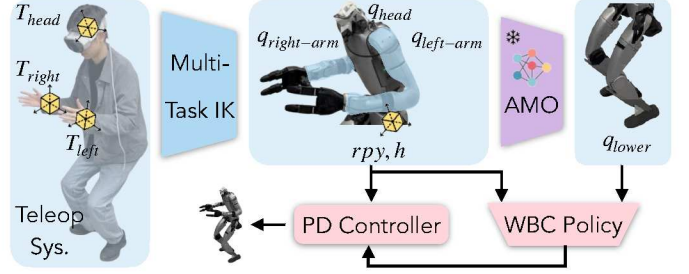 T_head
T_right
T_left
Teleop
Sys.
Multi-
Task IK
q_head
q_right-arm
q_left-arm
rpy, h
AMO
q_lower
PD Controller
WBC Policy